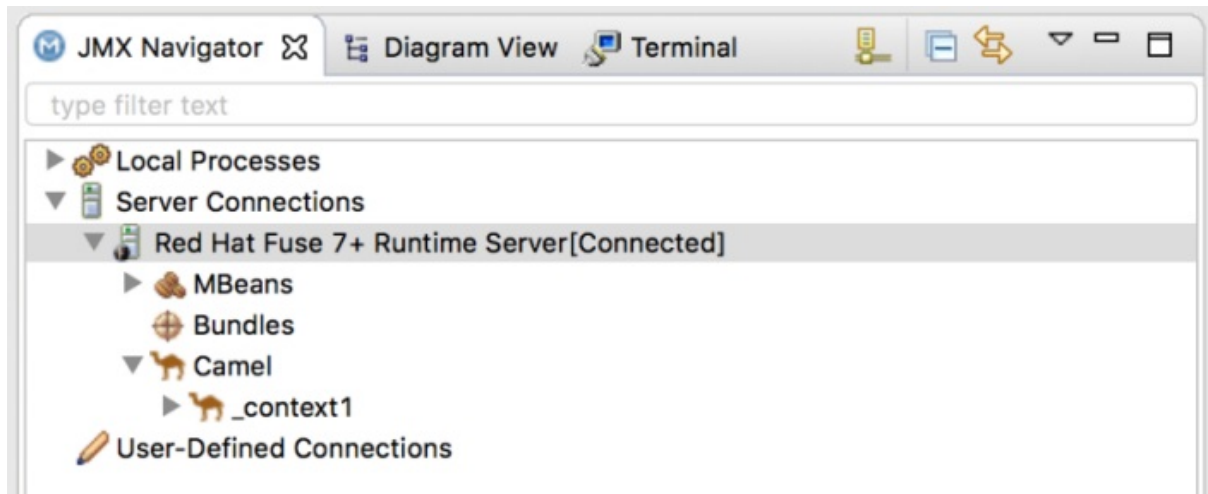 JMX Navigator Diagram View Terminal
type filter text
Local Processes
Server Connections
Red Hat Fuse 7+ Runtime Server[Connected]
MBeans
Bundles
Camel
_context1
User-Defined Connections